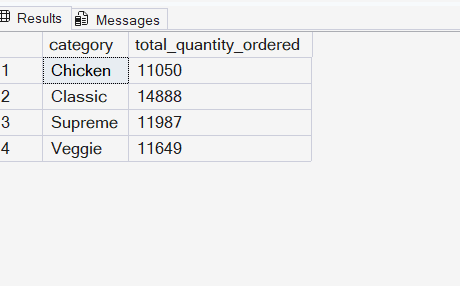 Results Messages
category total_quantity_ordered
1 Chicken 11050
2 Classic 14888
3 Supreme 11987
4 Veggie 11649